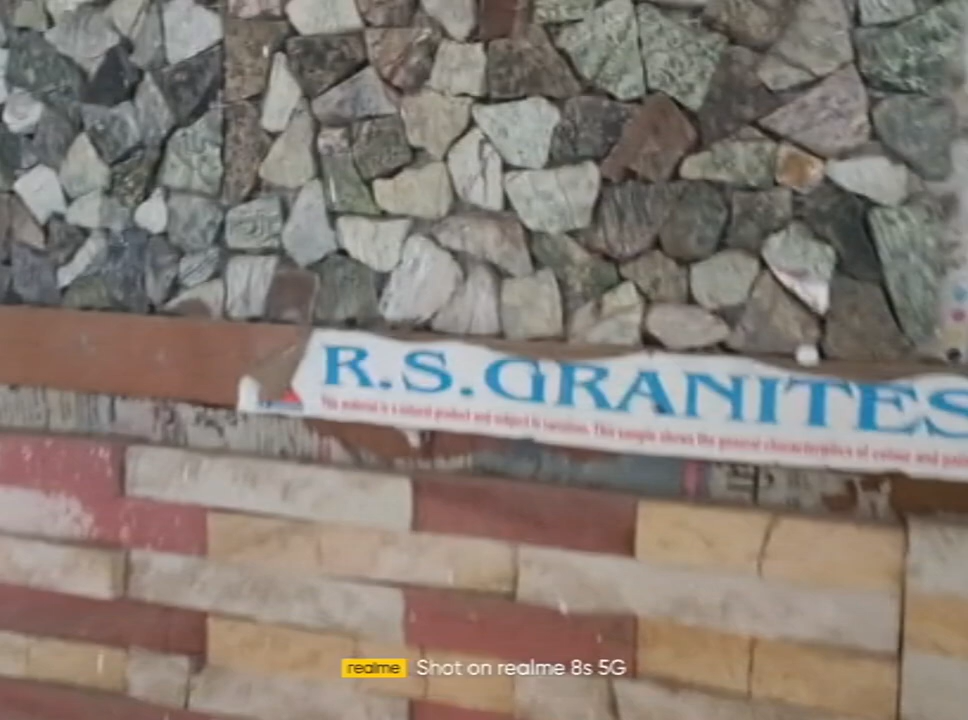 R.S.GRANITES
This material is a natural product and subject to variation. This sample shows the general characteristics of colour and
realme Shot on realme 8s 5G